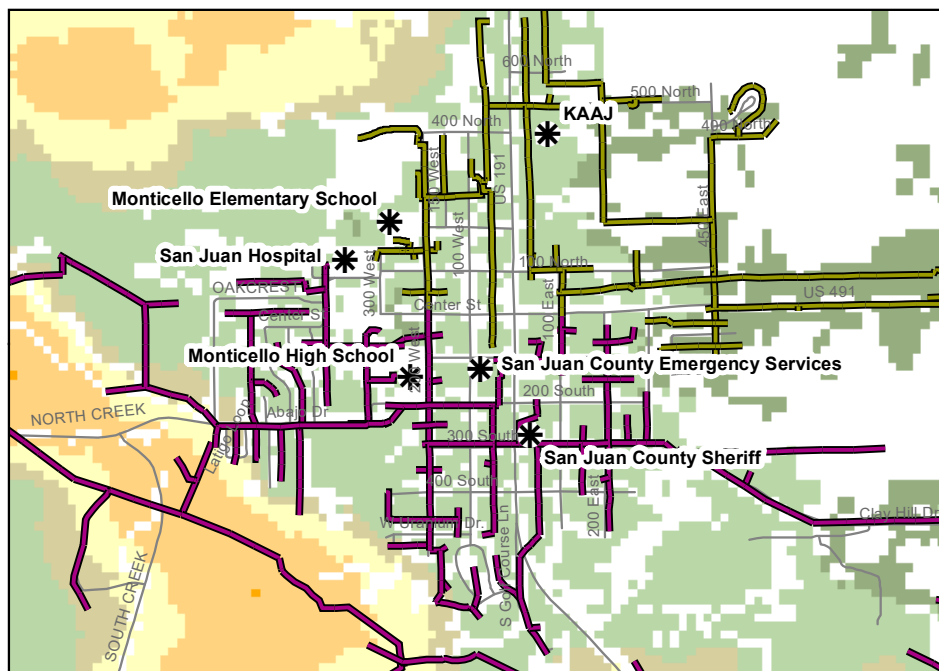 600 North
500 North
KAAJ
400 North
400 North
US 191
150 West
Monticello Elementary School
450 East
100 West
San Juan Hospital
300 West
100 North
OAKCREST
US 491
Center St
Center St
100 East
Monticello High School
San Juan County Emergency Services
200 South
NORTH CREEK
Abajo Dr
300 South
San Juan County Sheriff
400 South
200 East
Clay Hill Dr
W Uranium Dr.
S Golf Course Ln
SOUTH CREEK